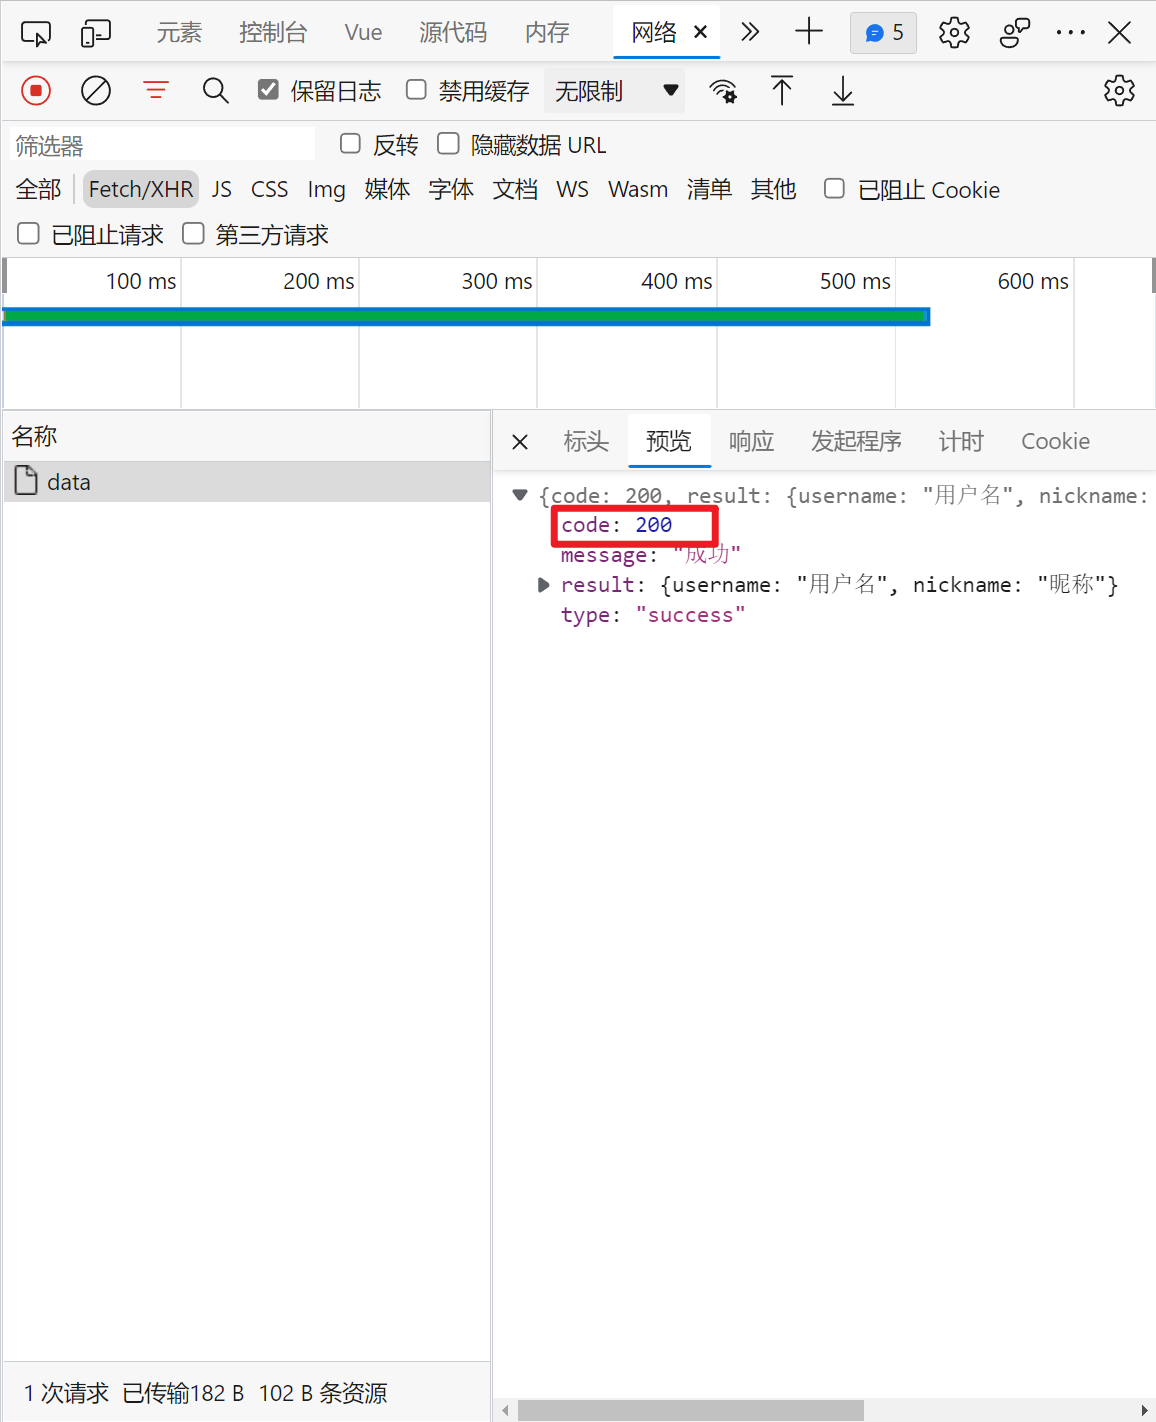 元素 控制台 Vue 源代码 内存 网络 5
保留日志 禁用缓存 无限制
筛选器 反转 隐藏数据 URL
全部 Fetch/XHR JS CSS Img 媒体 字体 文档 WS Wasm 清单 其他 已阻止 Cookie
已阻止请求 第三方请求
100 ms 200 ms 300 ms 400 ms 500 ms 600 ms
名称 标头 预览 响应 发起程序 计时 Cookie
data
{code: 200, result: {username: "用户名", nickname:
code: 200
message: "成功"
result: {username: "用户名", nickname: "昵称"}
type: "success"
1 次请求 已传输182 B 102 B 条资源